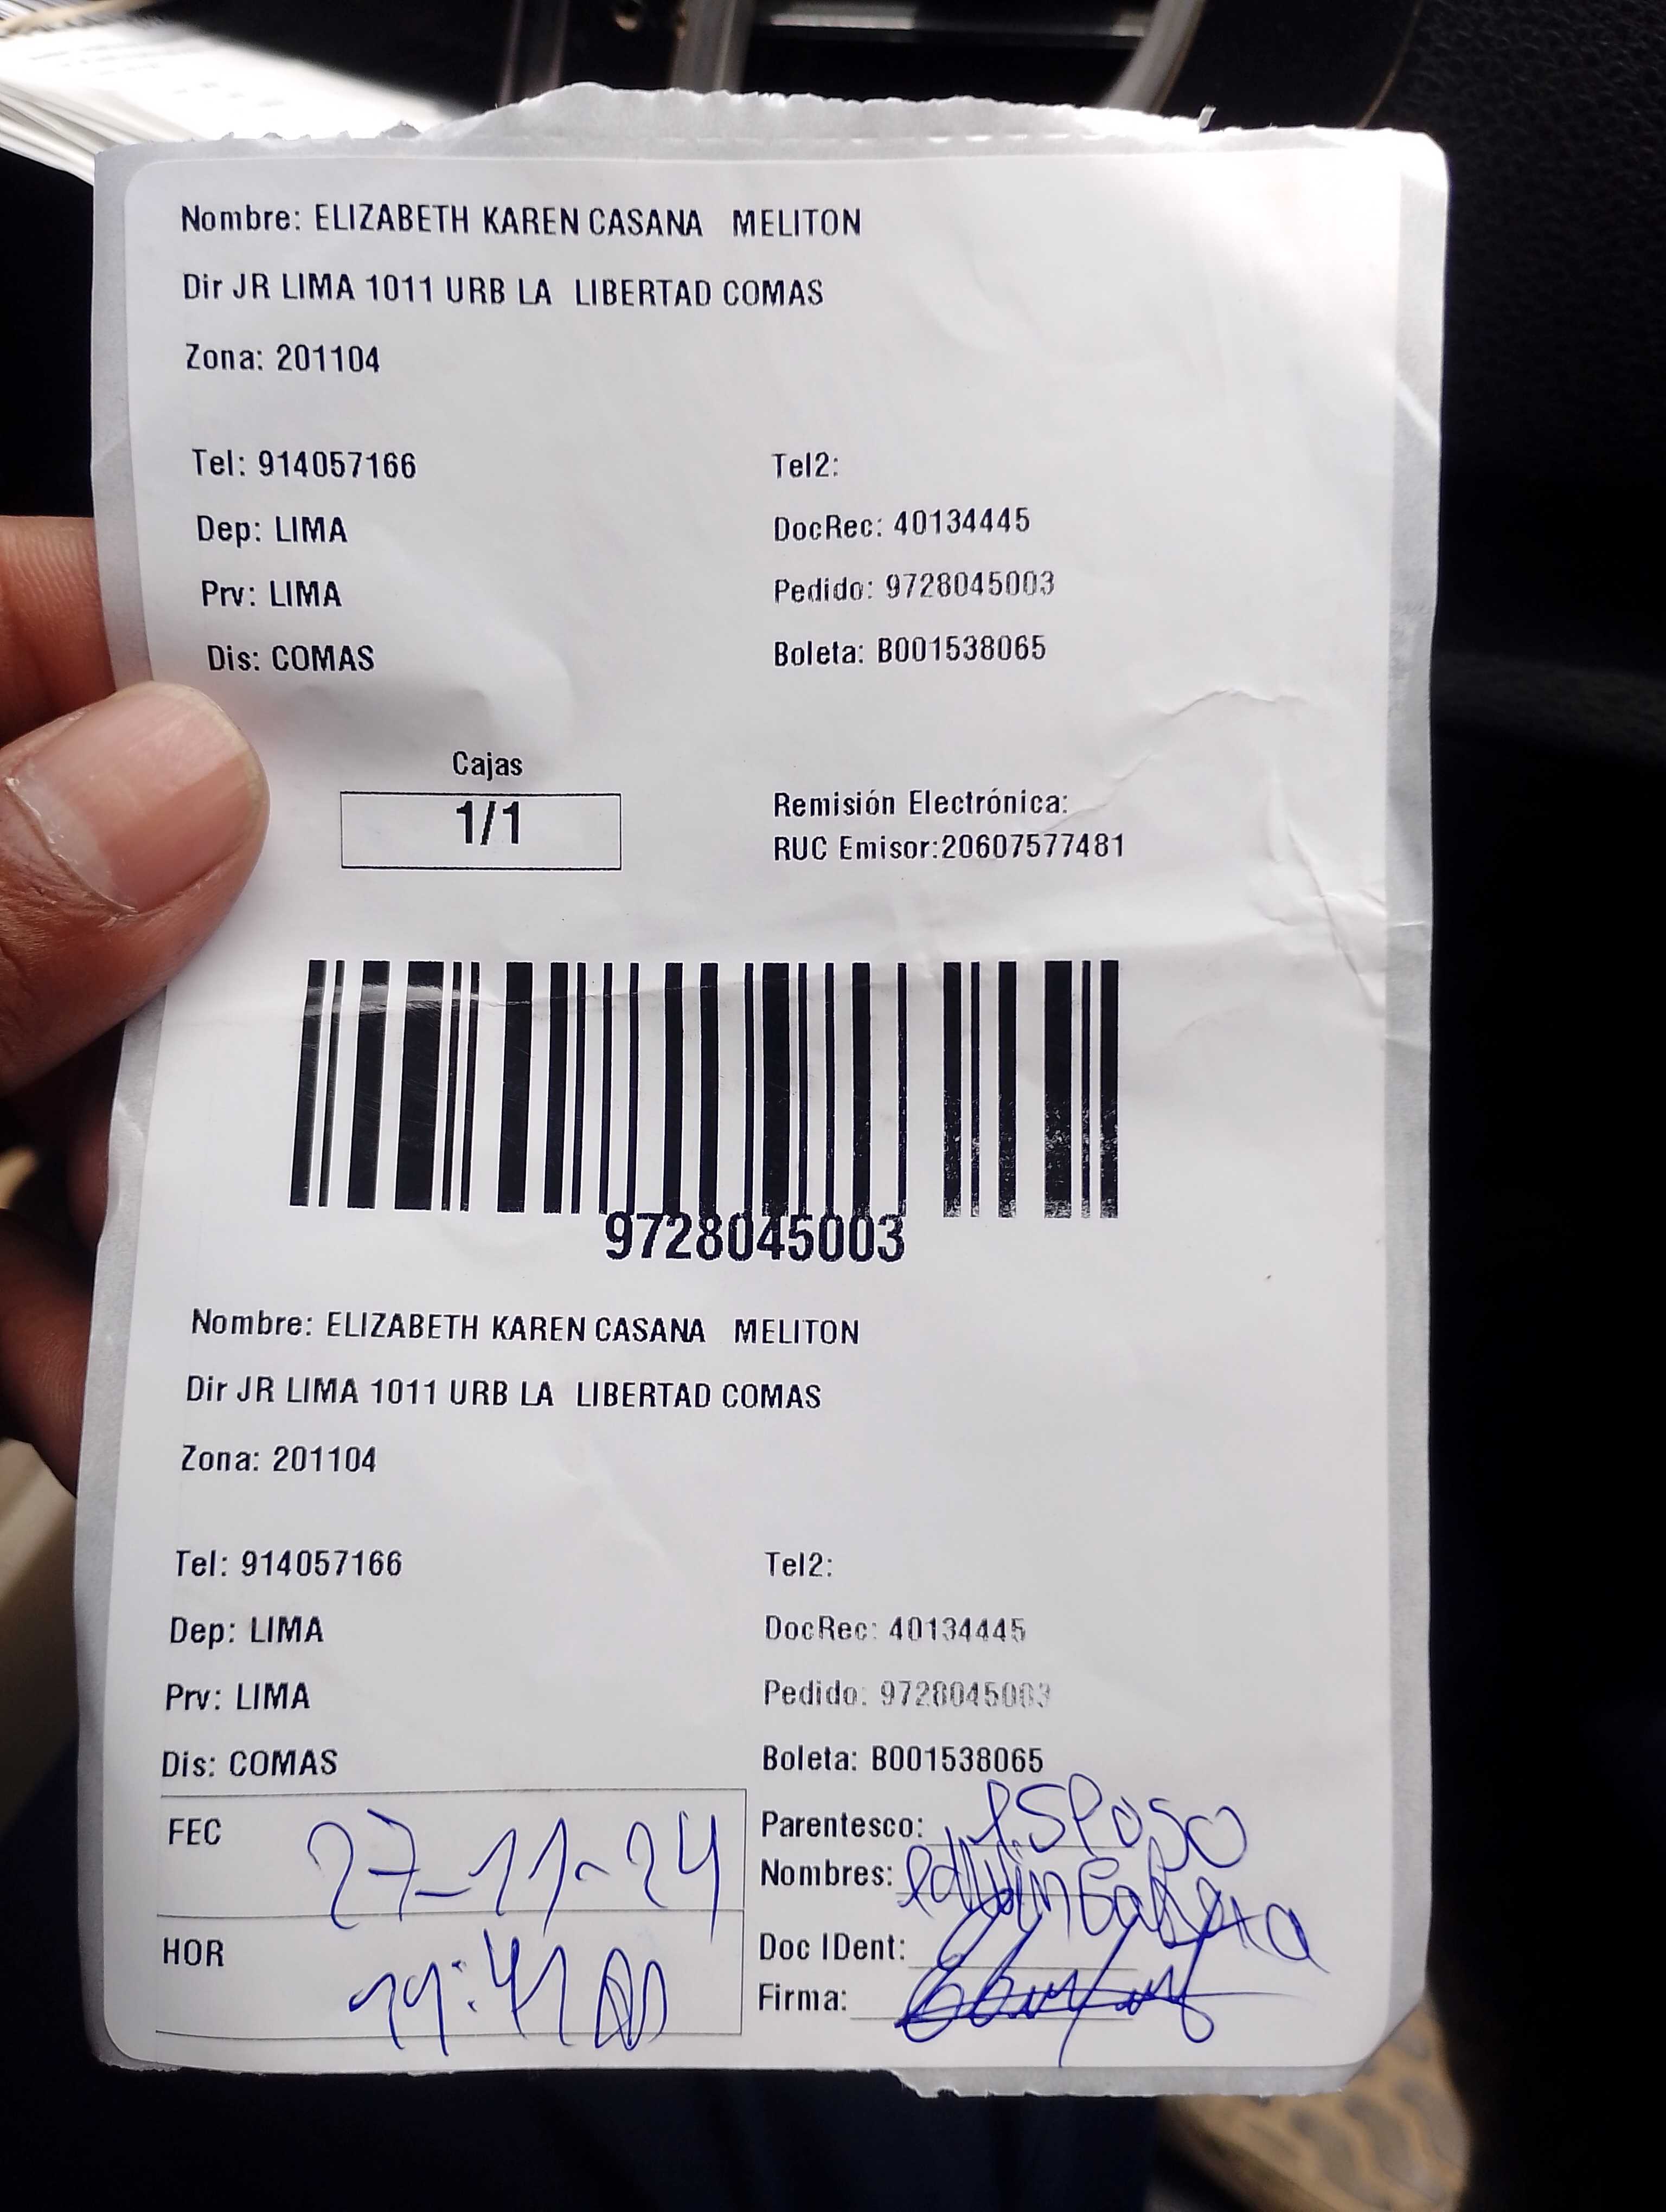 Nombre: ELIZABETH KAREN CASANA MELITON
Dir JR LIMA 1011 URB LA LIBERTAD COMAS
Zona: 201104
Tel: 914057166 Tel2:
Dep: LIMA DocRec: 40134445
Prv: LIMA Pedido: 9728045003
Dis: COMAS Boleta: B001538065
Cajas
1/1
Remisión Electrónica:
RUC Emisor:20607577481
9728045003
Nombre: ELIZABETH KAREN CASANA MELITON
Dir JR LIMA 1011 URB LA LIBERTAD COMAS
Zona: 201104
Tel: 914057166 Tel2:
Dep: LIMA DocRec: 40134445
Prv: LIMA Pedido: 9728045003
Dis: COMAS Boleta: B001538065
FEC 27-11-24
Parentesco: esposo
Nombres: edwin
HOR
Doc IDent:
Firma: